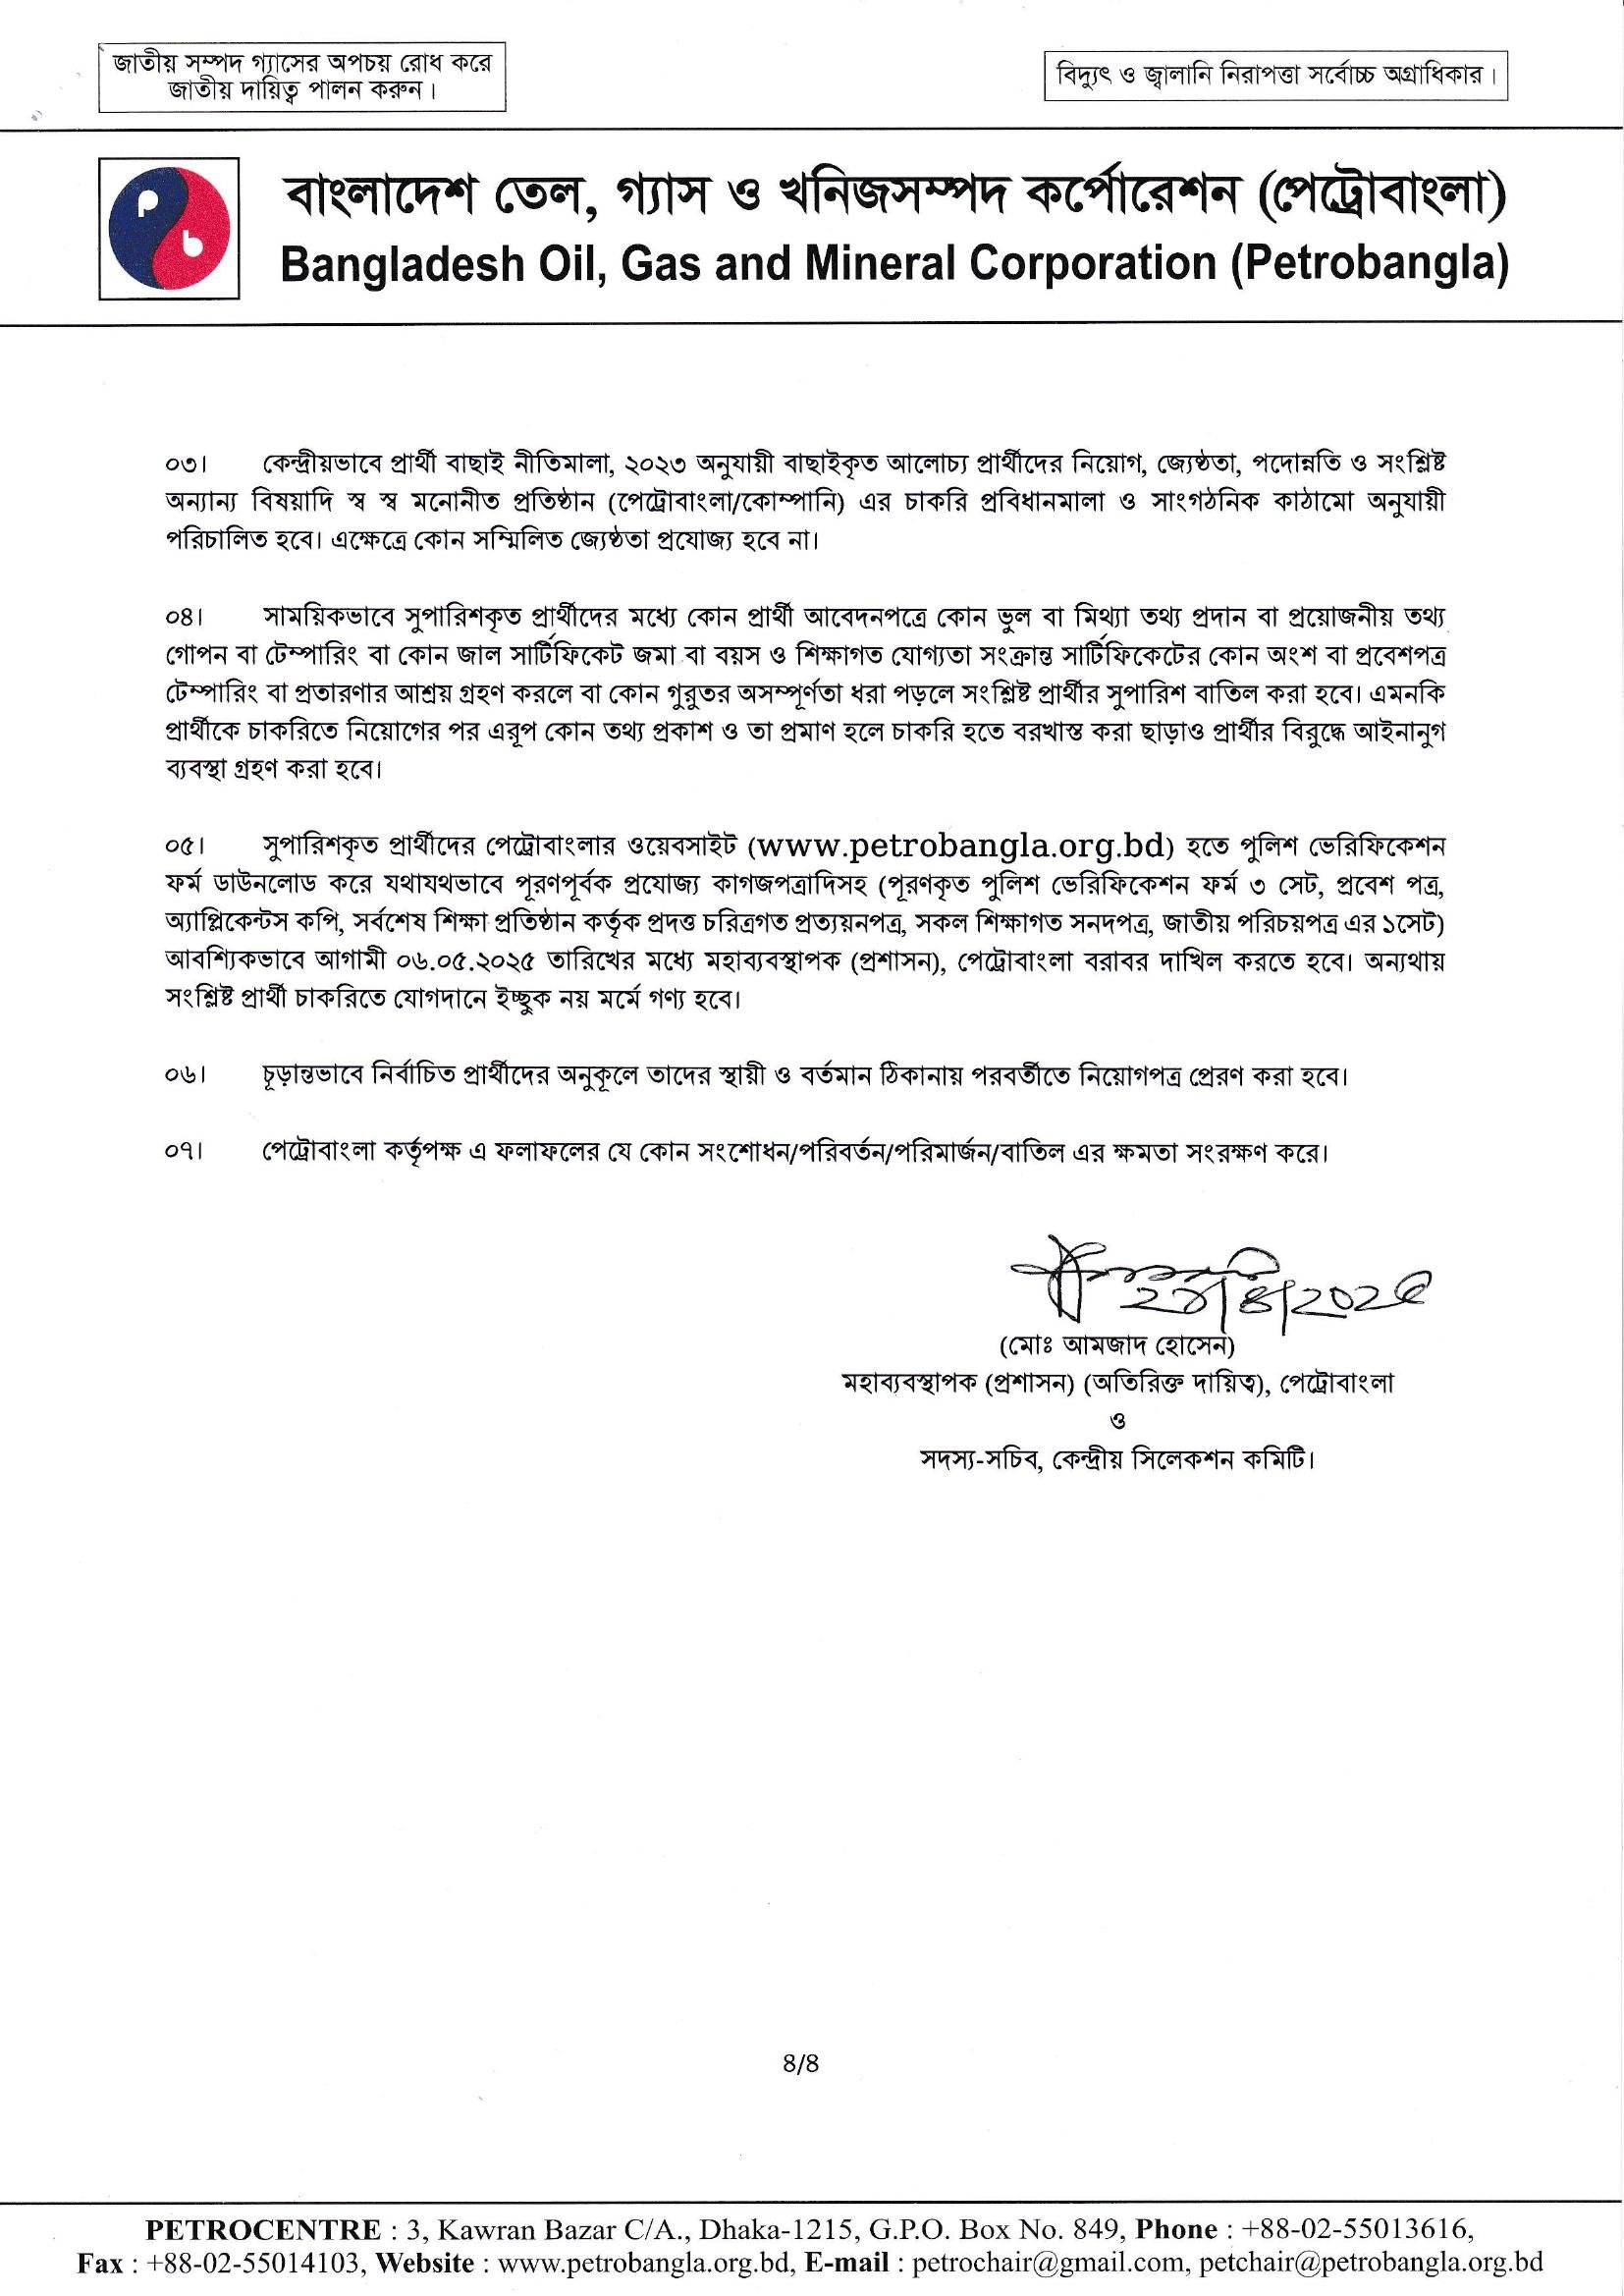 জাতীয় সম্পদ গ্যাসের অপচয় রোধ করে
জাতীয় দায়িত্ব পালন করুন।
বিদ্যুৎ ও জ্বালানি নিরাপত্তা সর্বোচ্চ অগ্রাধিকার।
বাংলাদেশ তেল, গ্যাস ও খনিজসম্পদ কর্পোরেশন (পেট্রোবাংলা)
Bangladesh Oil, Gas and Mineral Corporation (Petrobangla)
০৩। কেন্দ্রীয়ভাবে প্রার্থী বাছাই নীতিমালা, ২০২৩ অনুযায়ী বাছাইকৃত আলোচ্য প্রার্থীদের নিয়োগ, জ্যেষ্ঠতা, পদোন্নতি ও সংশ্লিষ্ট
অন্যান্য বিষয়াদি স্ব স্ব মনোনীত প্রতিষ্ঠান (পেট্রোবাংলা/কোম্পানি) এর চাকরি প্রবিধানমালা ও সাংগঠনিক কাঠামো অনুযায়ী
পরিচালিত হবে। এক্ষেত্রে কোন সম্মিলিত জ্যেষ্ঠতা প্রযোজ্য হবে না।
০৪। সাময়িকভাবে সুপারিশকৃত প্রার্থীদের মধ্যে কোন প্রার্থী আবেদনপত্রে কোন ভুল বা মিথ্যা তথ্য প্রদান বা প্রয়োজনীয় তথ্য
গোপন বা টেম্পারিং বা কোন জাল সার্টিফিকেট জমা বা বয়স ও শিক্ষাগত যোগ্যতা সংক্রান্ত সার্টিফিকেটের কোন অংশ বা প্রবেশপত্র
টেম্পারিং বা প্রতারণার আশ্রয় গ্রহণ করলে বা কোন গুরুতর অসম্পূর্ণতা ধরা পড়লে সংশ্লিষ্ট প্রার্থীর সুপারিশ বাতিল করা হবে। এমনকি
প্রার্থীকে চাকরিতে নিয়োগের পর এরূপ কোন তথ্য প্রকাশ ও তা প্রমাণ হলে চাকরি হতে বরখাস্ত করা ছাড়াও প্রার্থীর বিরুদ্ধে আইনানুগ
ব্যবস্থা গ্রহণ করা হবে।
০৫। সুপারিশকৃত প্রার্থীদের পেট্রোবাংলার ওয়েবসাইট (www.petrobangla.org.bd) হতে পুলিশ ভেরিফিকেশন
ফর্ম ডাউনলোড করে যথাযথভাবে পূরণপূর্বক প্রযোজ্য কাগজপত্রাদিসহ (পূরণকৃত পুলিশ ভেরিফিকেশন ফর্ম ৩ সেট, প্রবেশ পত্র,
অ্যাপ্লিকেন্টস কপি, সর্বশেষ শিক্ষা প্রতিষ্ঠান কর্তৃক প্রদত্ত চরিত্রগত প্রত্যয়নপত্র, সকল শিক্ষাগত সনদপত্র, জাতীয় পরিচয়পত্র এর ১সেট)
আবশ্যিকভাবে আগামী ০৬.০৫.২০২৫ তারিখের মধ্যে মহাব্যবস্থাপক (প্রশাসন), পেট্রোবাংলা বরাবর দাখিল করতে হবে। অন্যথায়
সংশ্লিষ্ট প্রার্থী চাকরিতে যোগদানে ইচ্ছুক নয় মর্মে গণ্য হবে।
০৬। চূড়ান্তভাবে নির্বাচিত প্রার্থীদের অনুকূলে তাদের স্থায়ী ও বর্তমান ঠিকানায় পরবর্তীতে নিয়োগপত্র প্রেরণ করা হবে।
০৭। পেট্রোবাংলা কর্তৃপক্ষ এ ফলাফলের যে কোন সংশোধন/পরিবর্তন/পরিমার্জন/বাতিল এর ক্ষমতা সংরক্ষণ করে।
(মোঃ আমজাদ হোসেন)
মহাব্যবস্থাপক (প্রশাসন) (অতিরিক্ত দায়িত্ব), পেট্রোবাংলা
ও
সদস্য-সচিব, কেন্দ্রীয় সিলেকশন কমিটি।
8/8
PETROCENTRE : 3, Kawran Bazar C/A., Dhaka-1215, G.P.O. Box No. 849, Phone : +88-02-55013616,
Fax : +88-02-55014103, Website : www.petrobangla.org.bd, E-mail : petrochair@gmail.com, petchair@petrobangla.org.bd